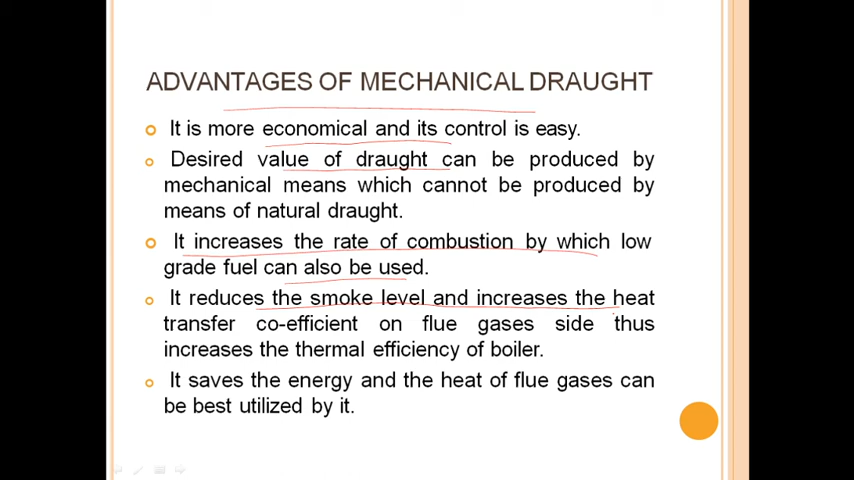 ADVANTAGES OF MECHANICAL DRAUGHT
It is more economical and its control is easy.
Desired value of draught can be produced by
mechanical means which cannot be produced by
means of natural draught.
It increases the rate of combustion by which low
grade fuel can also be used.
It reduces the smoke level and increases the heat
transfer co-efficient on flue gases side thus
increases the thermal efficiency of boiler.
It saves the energy and the heat of flue gases can
be best utilized by it.